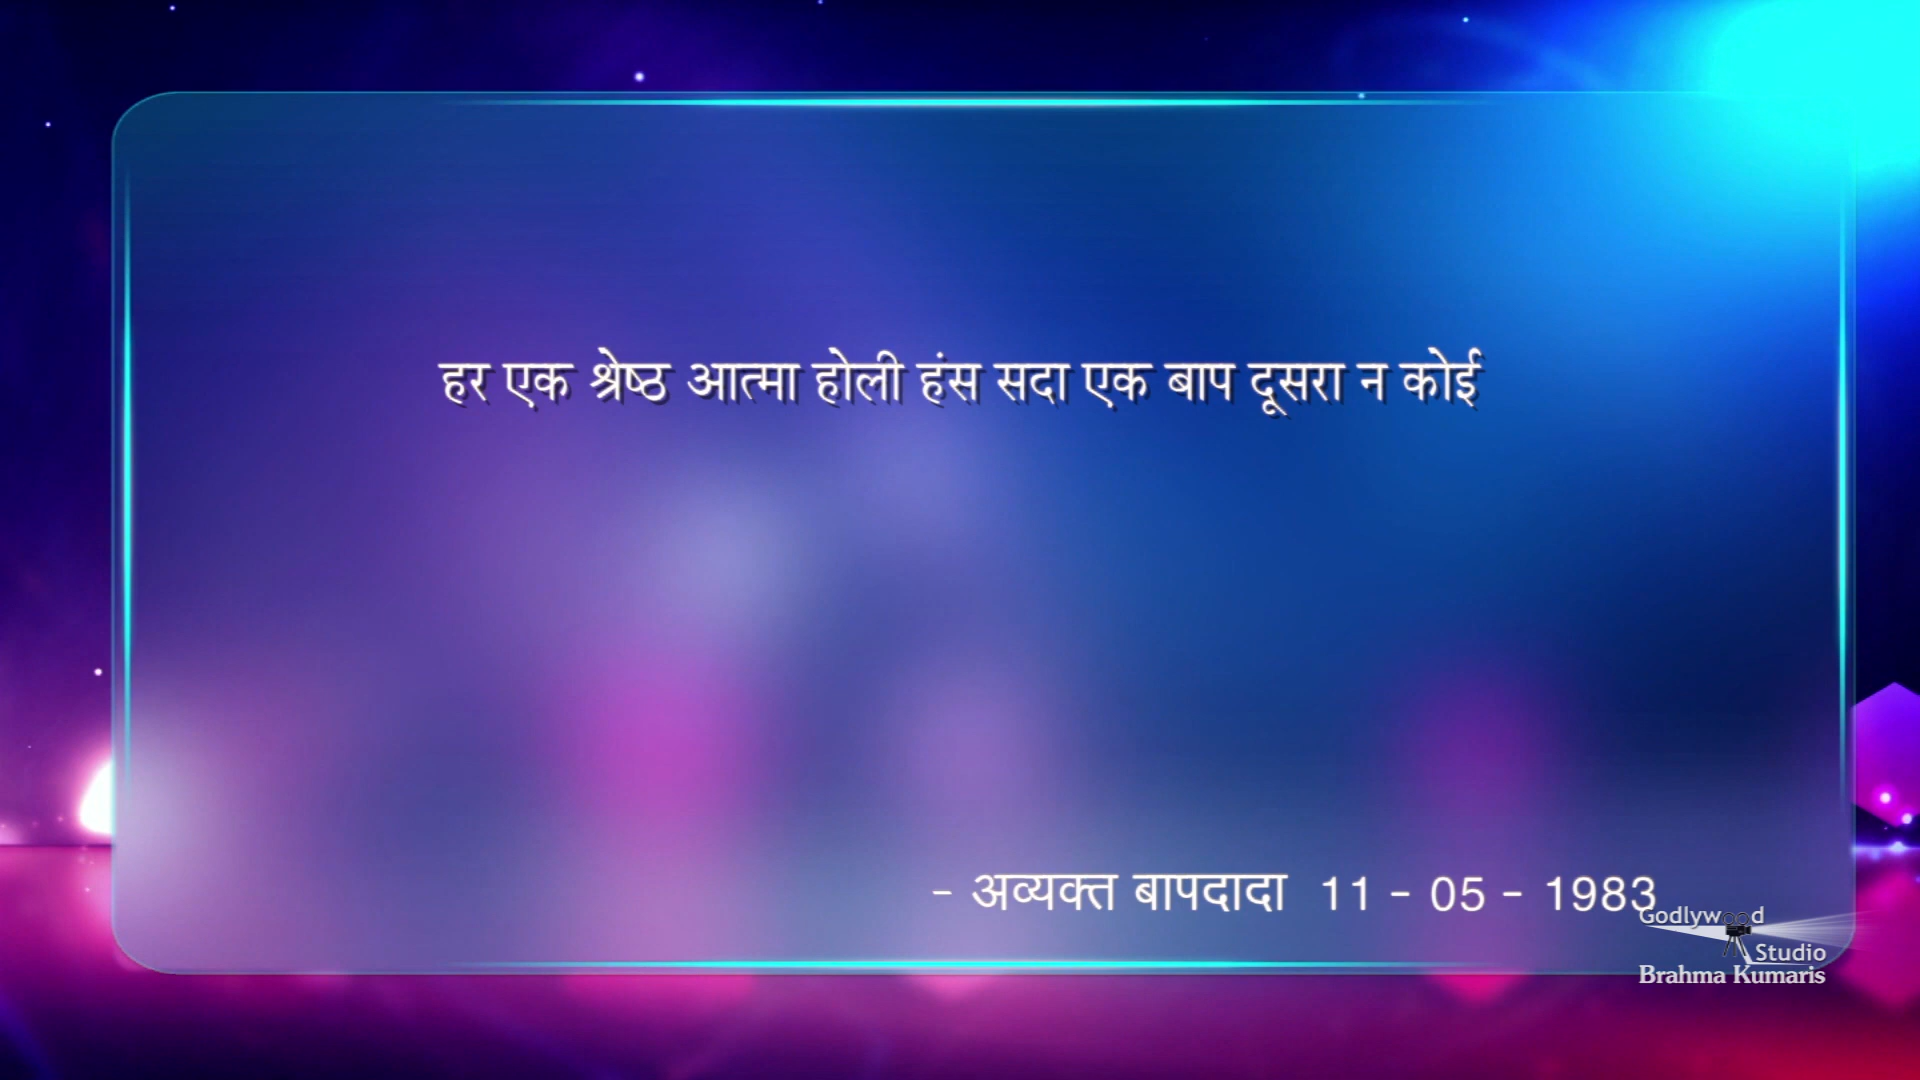 हर एक श्रेष्ठ आत्मा होली हंस सदा एक बाप दूसरा न कोई
- अव्यक्त बापदादा 11 - 05 - 1983
Godlywood
Studio
Brahma Kumaris